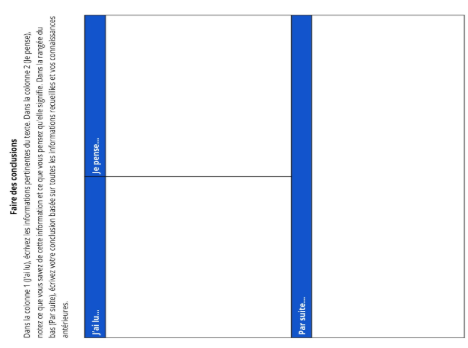 Faire des conclusions
Dans la colonne 1 (J'ai lu), écrivez les informations pertinentes du texte. Dans la colonne 2 (Je pense),
noter ce que vous savez de cette information et ce que vous pensez qu'elle signifie. Dans la rangée du
bas (Par suite), écrivez votre conclusion basée sur toutes les informations recueillies et vos connaissances
antérieures.
J'ai lu...
Je pense...
Par suite...